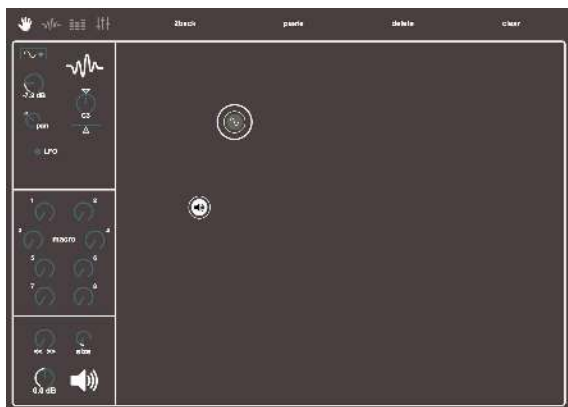 2back paste delete clear
-7.3 dB
C3
pan
LFO
1 2
3 macro 4
5 6
7 8
<< >> size
0.0 dB